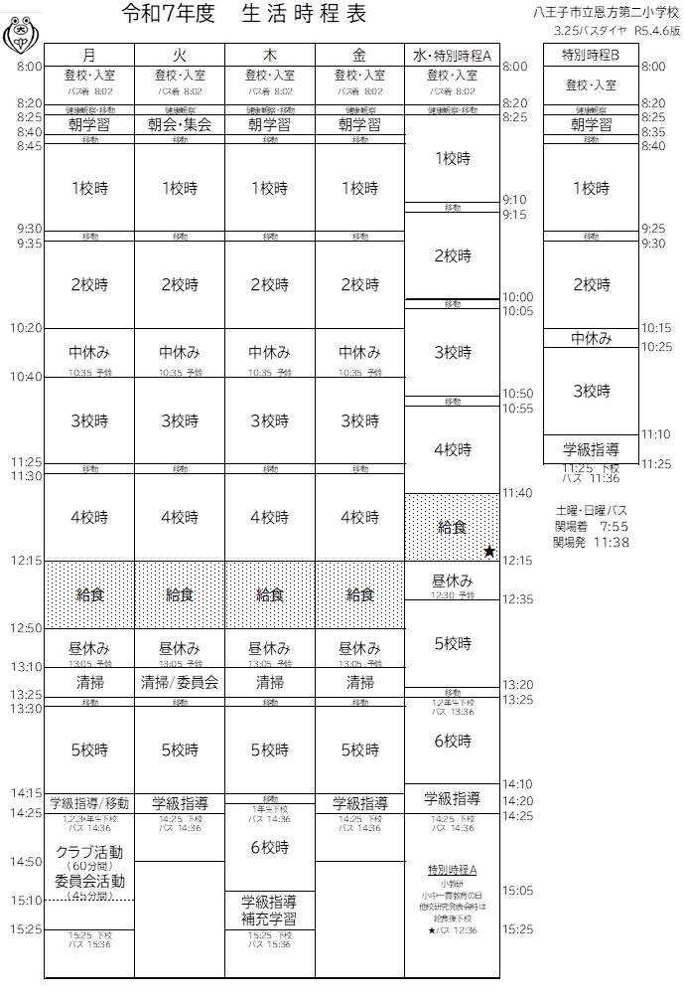 令和7年度　生活時程表
八王子市立恩方第二小学校
3.25バスダイヤ R5.4.6版
月 火 木 金 水・特別時程A 特別時程B
8:00 登校・入室 登校・入室 登校・入室 登校・入室 登校・入室 8:00 登校・入室 8:00
バス着 8:02 バス着 8:02 バス着 8:02 バス着 8:02 バス着 8:02
8:20 健康観察・移動 健康観察 健康観察・移動 健康観察 健康観察・移動 8:20 健康観察 8:20
8:25 朝学習 朝会・集会 朝学習 朝学習 8:25 朝学習 8:25
8:40 移動 移動 移動 移動 移動 8:35
8:45 8:40
1校時 1校時 1校時 1校時 1校時 1校時
9:10
移動 9:15
9:30 移動 移動 移動 移動 移動 9:25
9:35 9:30
2校時 2校時 2校時 2校時 2校時 2校時
移動 10:00
10:05
10:20 10:15
中休み 中休み 中休み 中休み 3校時 中休み 10:25
10:35 予鈴 10:35 予鈴 10:35 予鈴 10:35 予鈴
10:40
移動 10:50
10:55
3校時 3校時 3校時 3校時 3校時
11:10
4校時 学級指導
11:25 移動 移動 移動 移動 11:25
11:30
11:25 下校
バス 11:36
11:40
4校時 4校時 4校時 4校時 給食
★
土曜・日曜バス
関場着 7:55
関場発 11:38
12:15 12:15
給食 給食 給食 給食 昼休み
12:30 予鈴
12:35
12:50
昼休み 昼休み 昼休み 昼休み 5校時
13:05 予鈴 13:05 予鈴 13:05 予鈴 13:05 予鈴
13:10
清掃 清掃/委員会 清掃 清掃
13:20
13:25 移動 移動 移動 移動 移動 13:25
13:30
1,2年生下校
バス 13:36
5校時 5校時 5校時 5校時 6校時
14:10
14:15 学級指導/移動 学級指導 移動 学級指導 学級指導 14:20
1年生下校
バス 14:36
14:25 14:25
1,2,3年生下校 14:25 下校 14:25 下校 14:25 下校
バス 14:36 バス 14:36 バス 14:36 バス 14:36
クラブ活動 6校時
(60分間)
14:50
委員会活動
(45分間)
特別時程A
小教研
小中一貫教育の日
他校研究発表会時は
給食後下校
★バス 12:36
15:05
15:10 学級指導
補充学習
15:25 15:25
15:25 下校 15:25 下校
バス 15:36 バス 15:36